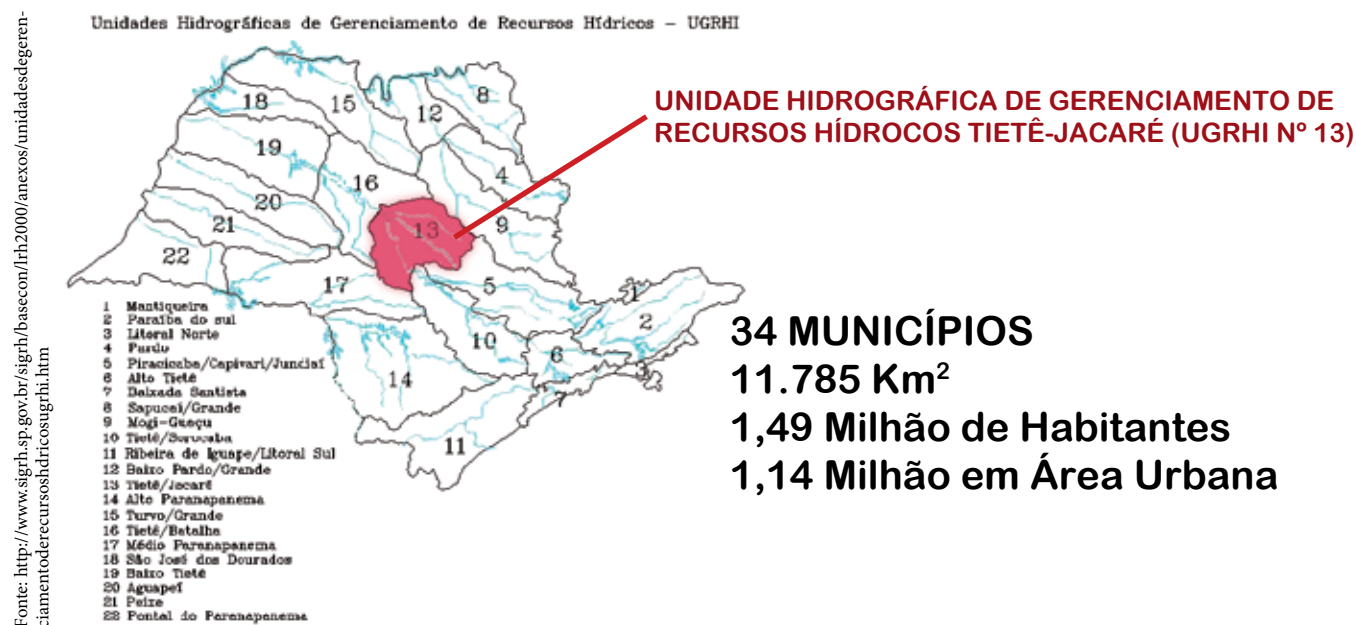 Unidades Hidrográficas de Gerenciamento de Recursos Hídricos – UGRHI
UNIDADE HIDROGRÁFICA DE GERENCIAMENTO DE
RECURSOS HÍDROCOS TIETÊ-JACARÉ (UGRHI Nº 13)
18
15
12
8
19
16
4
20
21
13
9
22
17
5
1
2
10
6
3
14
7
11
34 MUNICÍPIOS
11.785 Km²
1,49 Milhão de Habitantes
1,14 Milhão em Área Urbana
1 Mantiqueira
2 Paraíba do sul
3 Litoral Norte
4 Pardo
5 Piracicaba/Capivari/Jundiaí
6 Alto Tietê
7 Baixada Santista
8 Sapucaí/Grande
9 Mogi-Guaçu
10 Tietê/Sorocaba
11 Ribeira de Iguape/Litoral Sul
12 Baixo Pardo/Grande
13 Tietê/Jacaré
14 Alto Paranapanema
15 Turvo/Grande
16 Tietê/Batalha
17 Médio Paranapanema
18 São José dos Dourados
19 Baixo Tietê
20 Aguapeí
21 Peixe
22 Pontal do Paranapanema
Fonte: http://www.sigrh.sp.gov.br/sigrh/basecon/lrh2000/anexos/unidadesdegeren-
ciamentoderecursoshdricosugrhi.htm